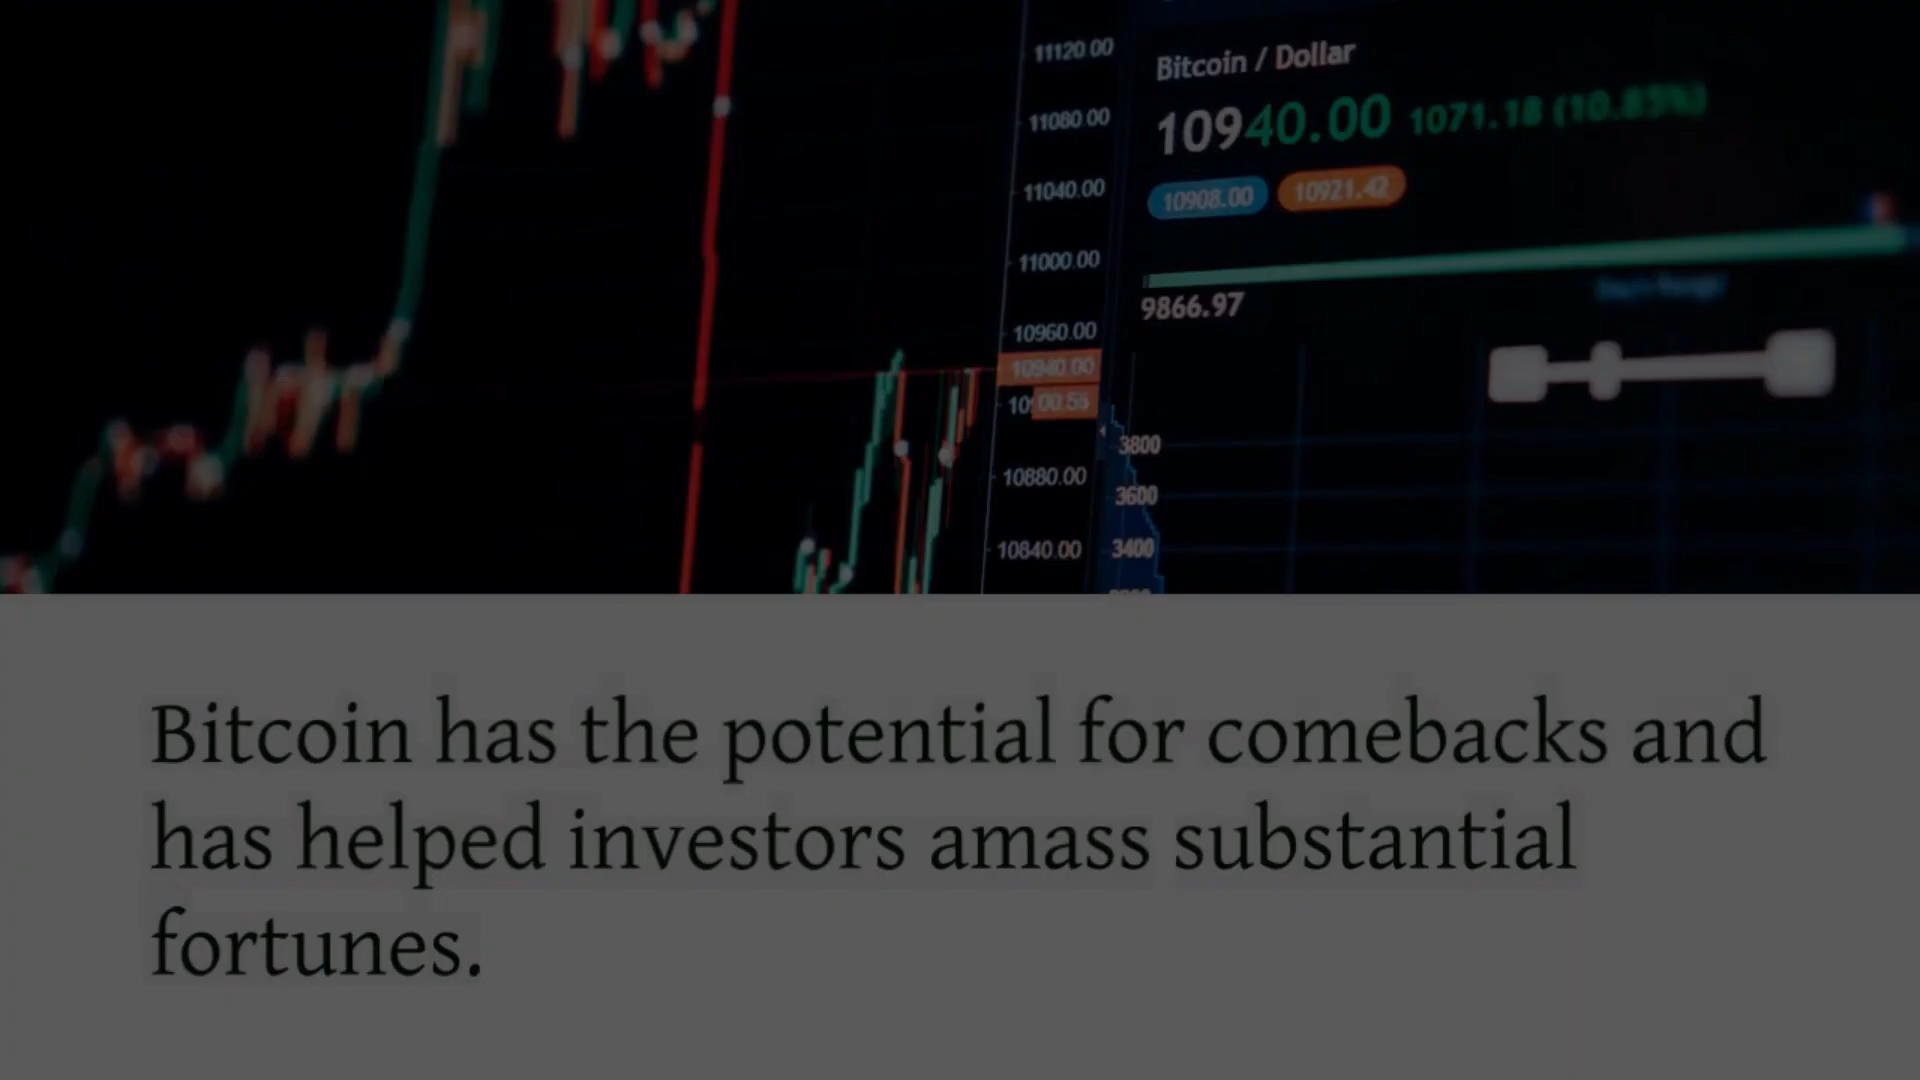 11120.00
11080.00
11040.00
11000.00
10960.00
10940.00
10880.00
10840.00
Bitcoin / Dollar
10940.00 1071.18 (10.85%)
10908.00 10921.42
9866.97
3800
3600
3400
Bitcoin has the potential for comebacks and
has helped investors amass substantial
fortunes.